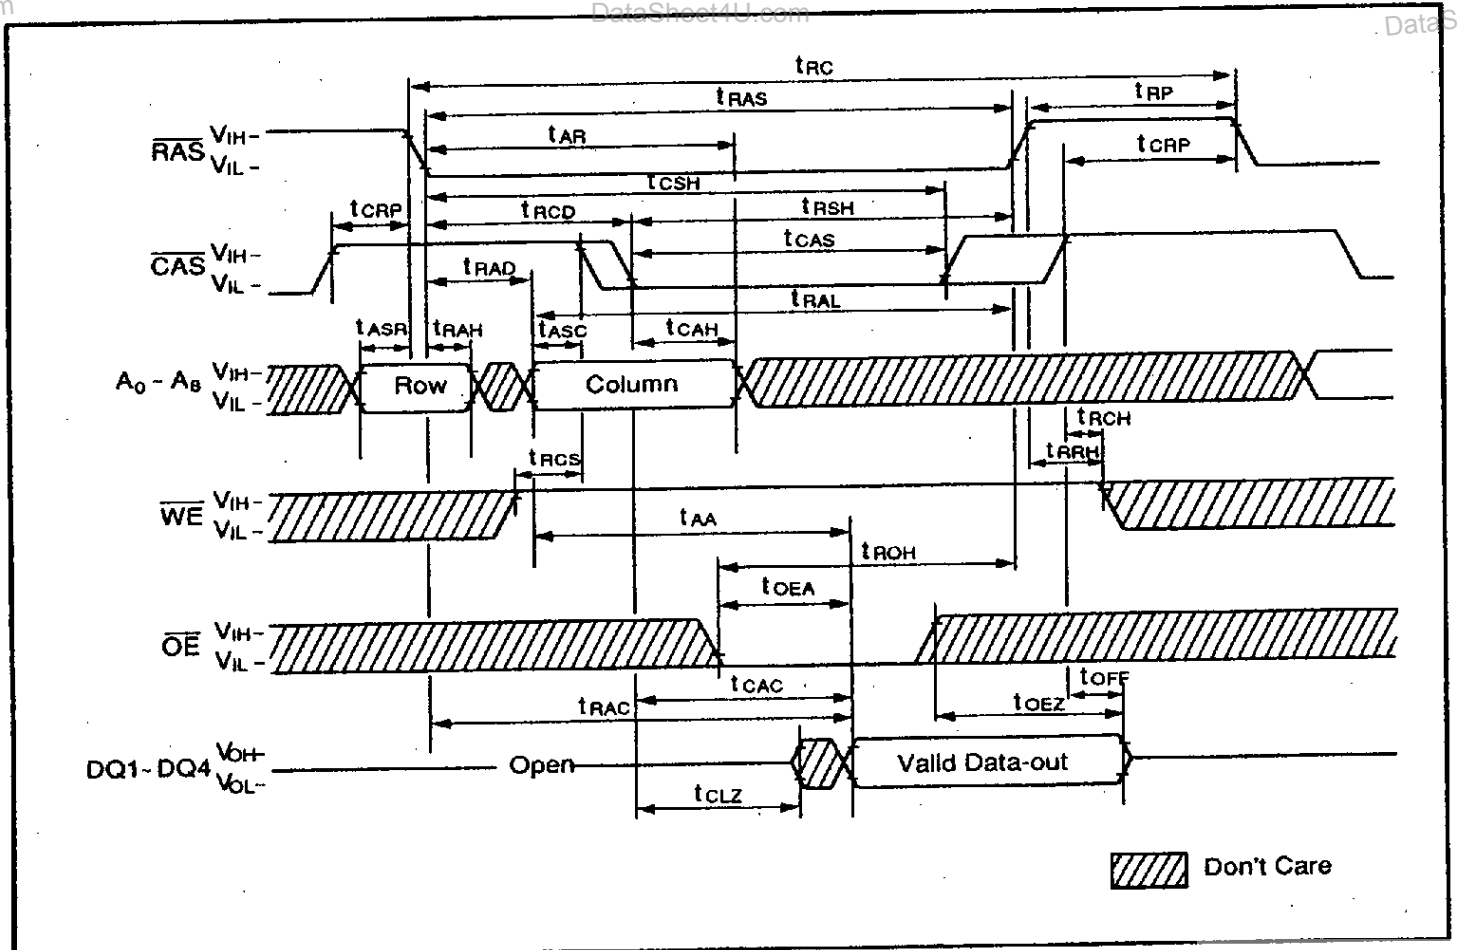 m
DataSheet4U.com
DataS
tRC
tRAS
tRP
RAS VIH-
VIL-
tAR
tCRP
tCSH
tCRP
tRCD
tRSH
CAS VIH-
VIL-
tCAS
tRAD
tRAL
tASR
tRAH
tASC
tCAH
A0 ~ A8 VIH-
VIL-
Row
Column
tRCH
tRRH
tRCS
WE VIH-
VIL-
tAA
tROH
tOEA
OE VIH-
VIL-
tCAC
tOFF
tRAC
tOEZ
DQ1~DQ4 VOH-
VOL-
Open
Valid Data-out
tCLZ
Don't Care